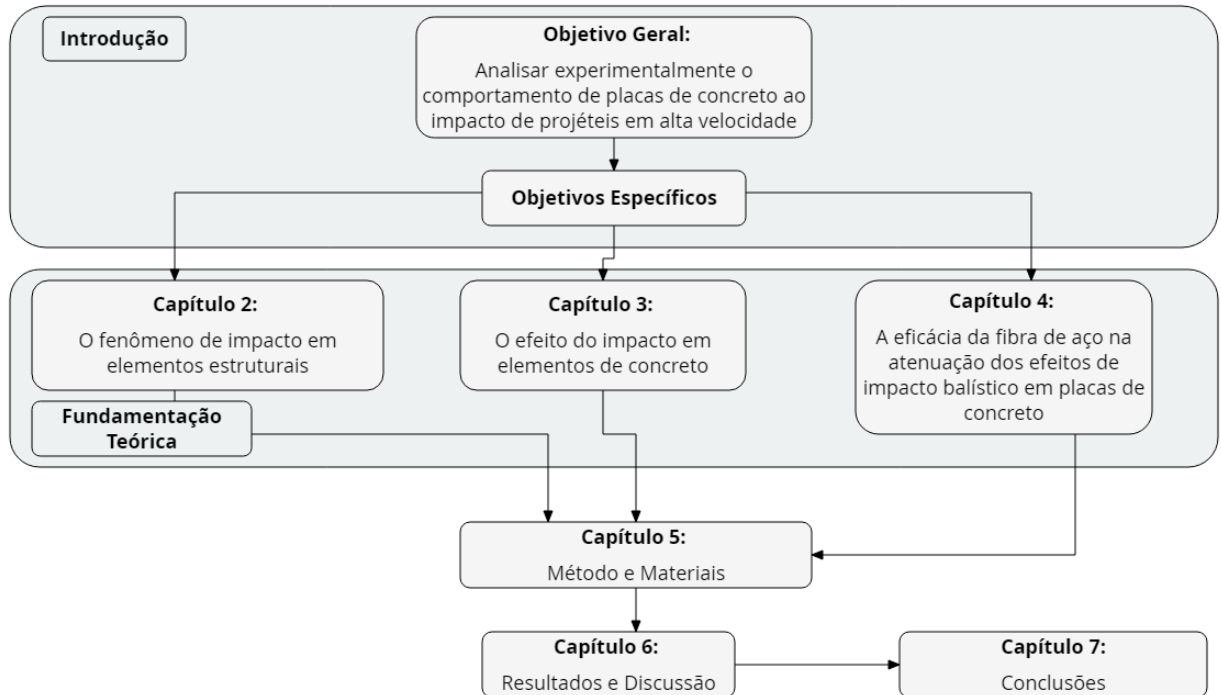 Introdução
Objetivo Geral:
Analisar experimentalmente o
comportamento de placas de concreto ao
impacto de projéteis em alta velocidade
Objetivos Específicos
Capítulo 2:
O fenômeno de impacto em
elementos estruturais
Capítulo 3:
O efeito do impacto em
elementos de concreto
Capítulo 4:
A eficácia da fibra de aço na
atenuação dos efeitos de
impacto balístico em placas de
concreto
Fundamentação
Teórica
Capítulo 5:
Método e Materiais
Capítulo 6:
Resultados e Discussão
Capítulo 7:
Conclusões